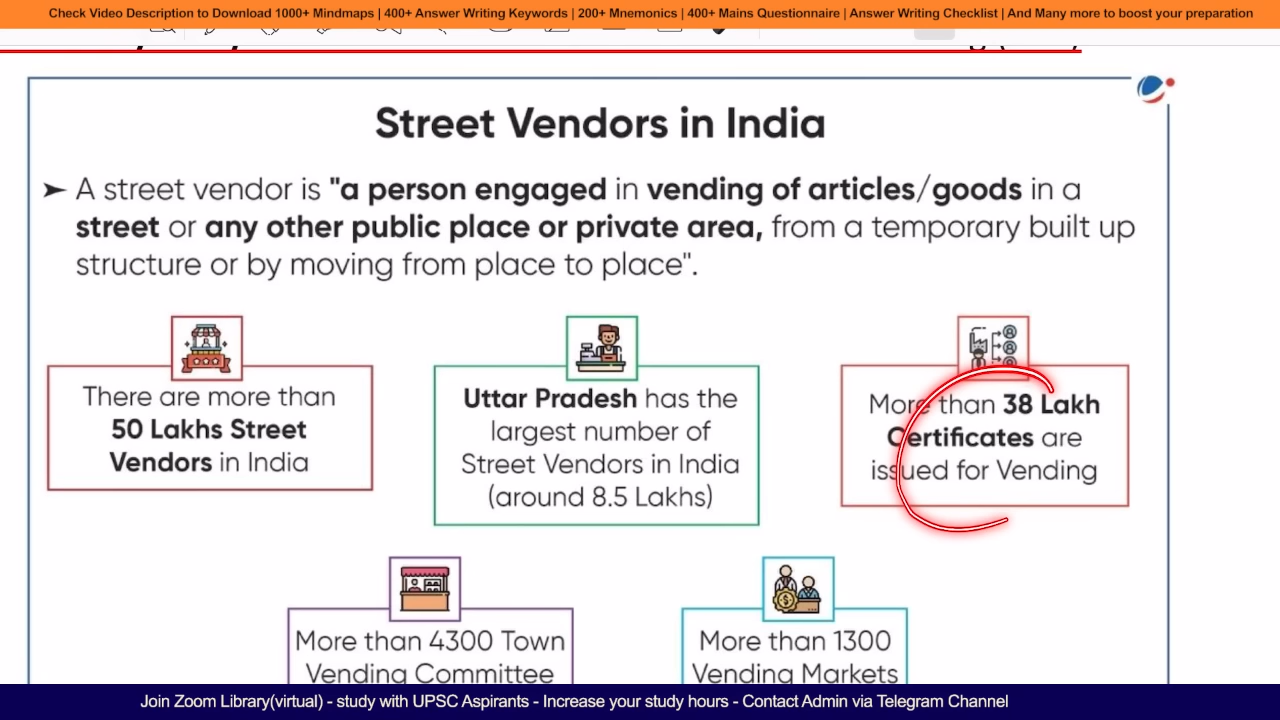 Check Video Description to Download 1000+ Mindmaps | 400+ Answer Writing Keywords | 200+ Mnemonics | 400+ Mains Questionnaire | Answer Writing Checklist | And Many more to boost your preparation
Street Vendors in India
➤ A street vendor is "a person engaged in vending of articles/goods in a
street or any other public place or private area, from a temporary built up
structure or by moving from place to place".
There are more than
50 Lakhs Street
Vendors in India
Uttar Pradesh has the
largest number of
Street Vendors in India
(around 8.5 Lakhs)
More than 38 Lakh
Certificates are
issued for Vending
More than 4300 Town
Vending Committee
More than 1300
Vending Markets
Join Zoom Library(virtual) - study with UPSC Aspirants - Increase your study hours - Contact Admin via Telegram Channel